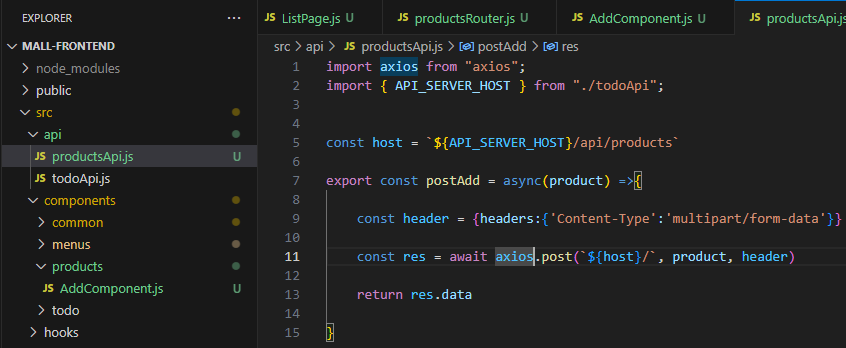 EXPLORER ...
MALL-FRONTEND
node_modules
public
src
api
JS productsApi.js U
JS todoApi.js
components
common
menus
products
JS AddComponent.js U
todo
hooks
JS ListPage.js U JS productsRouter.js U JS AddComponent.js U JS productsApi.js
src > api > JS productsApi.js > postAdd > res
1 import axios from "axios";
2 import { API_SERVER_HOST } from "./todoApi";
3
4
5 const host = `${API_SERVER_HOST}/api/products`
6
7 export const postAdd = async(product) =>{
8
9 const header = {headers:{'Content-Type':'multipart/form-data'}}
10
11 const res = await axios.post(`${host}/`, product, header)
12
13 return res.data
14
15 }